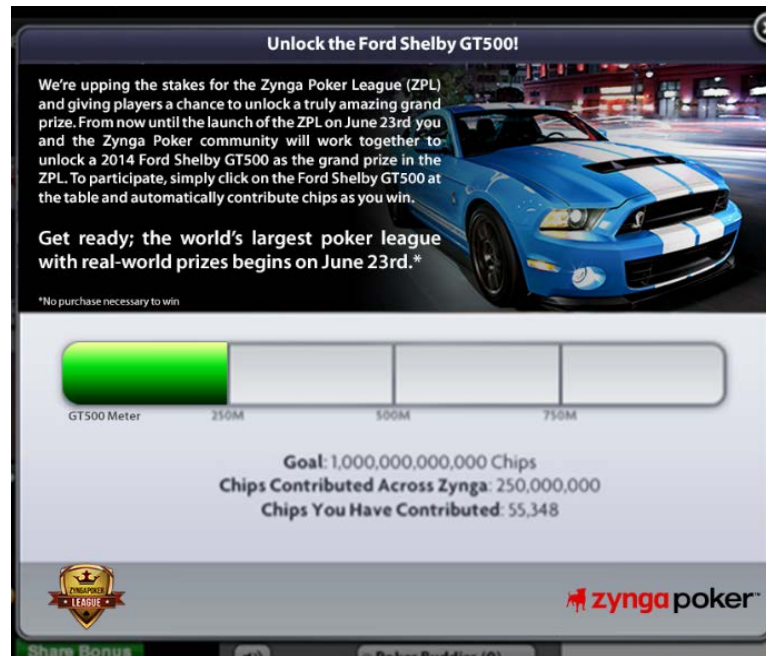 Unlock the Ford Shelby GT500!
We're upping the stakes for the Zynga Poker League (ZPL)
and giving players a chance to unlock a truly amazing grand
prize. From now until the launch of the ZPL on June 23rd you
and the Zynga Poker community will work together to
unlock a 2014 Ford Shelby GT500 as the grand prize in the
ZPL. To participate, simply click on the Ford Shelby GT500 at
the table and automatically contribute chips as you win.
Get ready; the world's largest poker league
with real-world prizes begins on June 23rd.*
*No purchase necessary to win
GT500 Meter 250M 500M 750M
Goal: 1,000,000,000,000 Chips
Chips Contributed Across Zynga: 250,000,000
Chips You Have Contributed: 55,348
ZYNGAPOKER
LEAGUE
zynga poker
Share Bonus Poker Buddies (0)